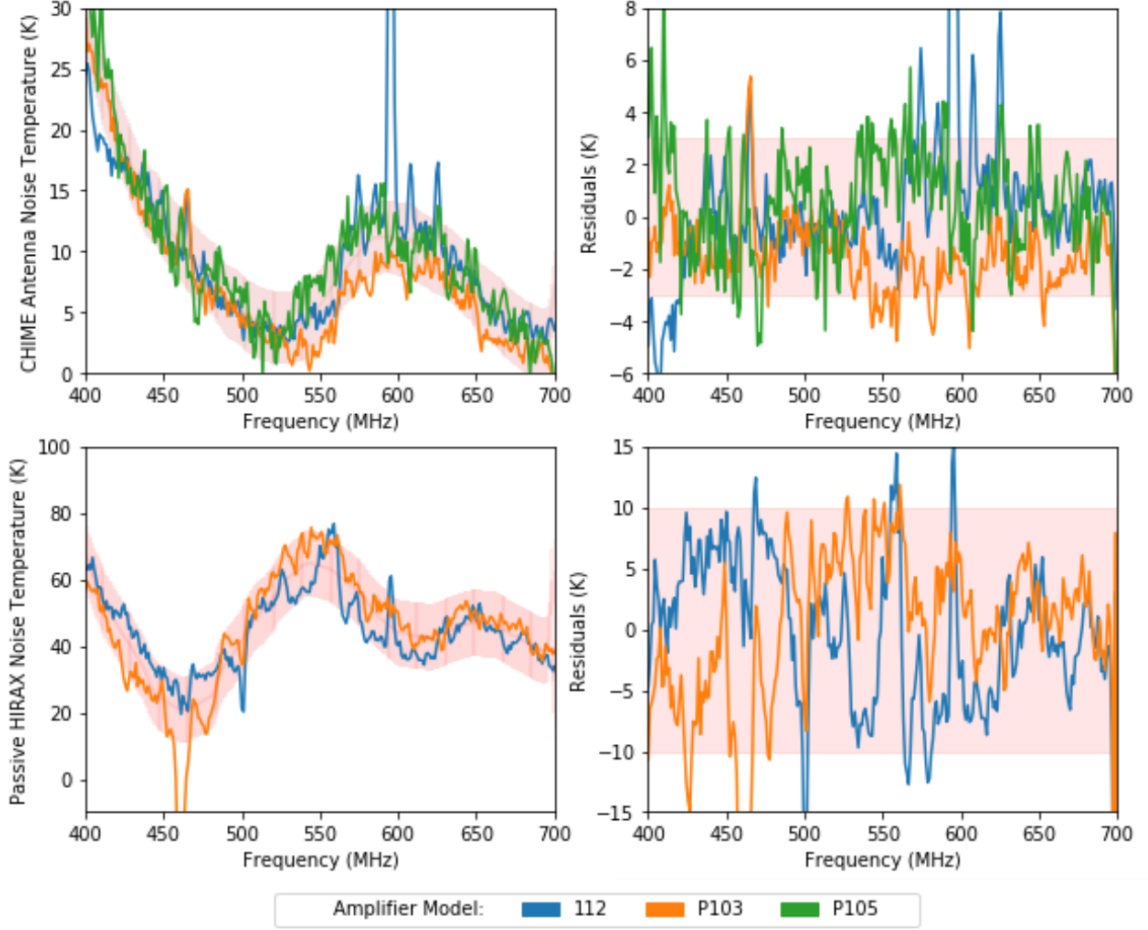 CHIME Antenna Noise Temperature (K)
30
25
20
15
10
5
0
400 450 500 550 600 650 700
Frequency (MHz)
Residuals (K)
8
6
4
2
0
−2
−4
−6
400 450 500 550 600 650 700
Frequency (MHz)
Passive HIRAX Noise Temperature (K)
100
80
60
40
20
0
400 450 500 550 600 650 700
Frequency (MHz)
Residuals (K)
15
10
5
0
−5
−10
−15
400 450 500 550 600 650 700
Frequency (MHz)
Amplifier Model: 112 P103 P105